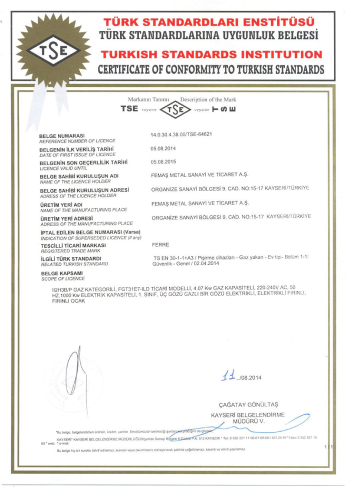 TÜRK STANDARDLARI ENSTİTÜSÜ
TÜRK STANDARDLARINA UYGUNLUK BELGESİ
TURKISH STANDARDS INSTITUTION
CERTIFICATE OF CONFORMITY TO TURKISH STANDARDS
TSE
Markanın Tanımı Description of the Mark
TSE veya/or TSE veya/or TSE
BELGE NUMARASI
REFERENCE NUMBER OF LICENCE
14.0.30.4.38.00/TSE-64621
BELGENİN İLK VERİLİŞ TARİHİ 05.08.2014
DATE OF FIRST ISSUE OF LICENCE
BELGENİN SON GEÇERLİLİK TARİHİ 05.08.2015
LICENCE VALID UNTIL
BELGE SAHİBİ KURULUŞUN ADI FEMAŞ METAL SANAYİ VE TİCARET A.Ş.
NAME OF THE LICENCE HOLDER
BELGE SAHİBİ KURULUŞUN ADRESİ ORGANİZE SANAYİ BÖLGESİ 9. CAD. NO:15-17 KAYSERİ/TÜRKİYE
ADRESS OF THE LICENCE HOLDER
ÜRETİM YERİ ADI FEMAŞ METAL SANAYİ VE TİCARET A.Ş.
NAME OF THE MANUFACTURING PLACE
ÜRETİM YERİ ADRESİ ORGANİZE SANAYİ BÖLGESİ 9. CAD. NO:15-17 KAYSERİ/TÜRKİYE
ADRESS OF THE MANUFACTURING PLACE
İPTAL EDİLEN BELGE NUMARASI (Varsa)
INDICATION OF SUPERSEDED LICENCE (If any)
TESCİLLİ TİCARİ MARKASI FERRE
REGISTERED TRADE MARK
İLGİLİ TÜRK STANDARDI TS EN 30-1-1+A3 / Pişirme cihazları - Gaz yakan - Ev tipi- Bölüm 1-1:
RELATED TURKISH STANDARD Güvenlik - Genel / 02.04.2014
BELGE KAPSAMI
SCOPE OF LICENCE
II2H3B/P GAZ KATEGORİLİ, 4.07 Kw GAZ KAPASİTELİ, 220-240V AC, 50
HZ,1000 Kw ELEKTRİK KAPASİTELİ, 1. SINIF, ÜÇ GÖZÜ GAZLI BİR GÖZÜ ELEKTRİKLİ, ELEKTRİKLİ FIRINLI,
FIRINLI OCAK
11./08.2014
ÇAĞATAY GÖNÜLTAŞ
KAYSERİ BELGELENDİRME
MÜDÜRÜ V.